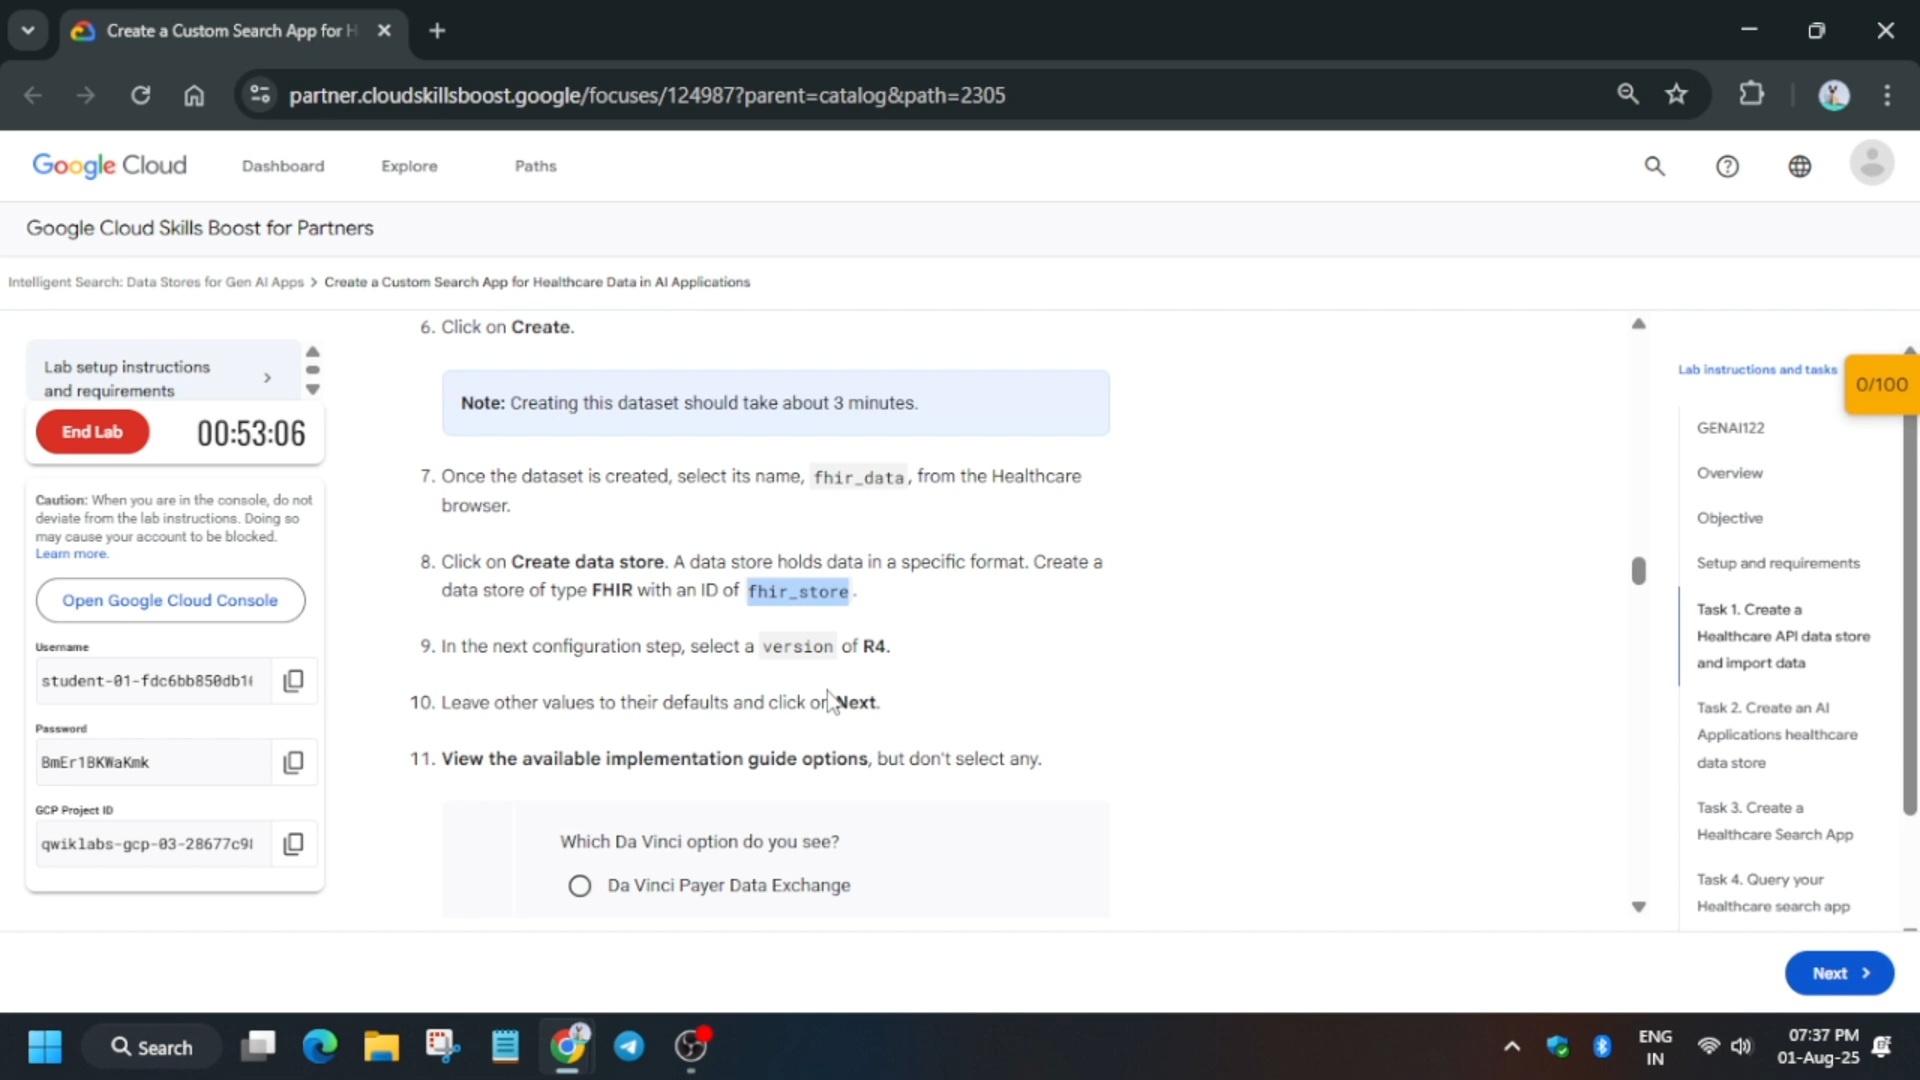 Create a Custom Search App for H
partner.cloudskillsboost.google/focuses/124987?parent=catalog&path=2305
Google Cloud
Dashboard
Explore
Paths
Google Cloud Skills Boost for Partners
Intelligent Search: Data Stores for Gen AI Apps > Create a Custom Search App for Healthcare Data in AI Applications
Lab setup instructions
and requirements
End Lab
00:53:06
Caution: When you are in the console, do not
deviate from the lab instructions. Doing so
may cause your account to be blocked.
Learn more.
Open Google Cloud Console
Username
student-01-fdc6bb850db1
Password
BmEr1BKWaKmk
GCP Project ID
qwiklabs-gcp-03-28677c9
6. Click on Create.
Note: Creating this dataset should take about 3 minutes.
7. Once the dataset is created, select its name, fhir_data, from the Healthcare
browser.
8. Click on Create data store. A data store holds data in a specific format. Create a
data store of type FHIR with an ID of fhir_store.
9. In the next configuration step, select a version of R4.
10. Leave other values to their defaults and click on Next.
11. View the available implementation guide options, but don't select any.
Which Da Vinci option do you see?
Da Vinci Payer Data Exchange
Lab instructions and tasks
0/100
GENAI122
Overview
Objective
Setup and requirements
Task 1. Create a
Healthcare API data store
and import data
Task 2. Create an AI
Applications healthcare
data store
Task 3. Create a
Healthcare Search App
Task 4. Query your
Healthcare search app
Next
Search
ENG
IN
07:37 PM
01-Aug-25